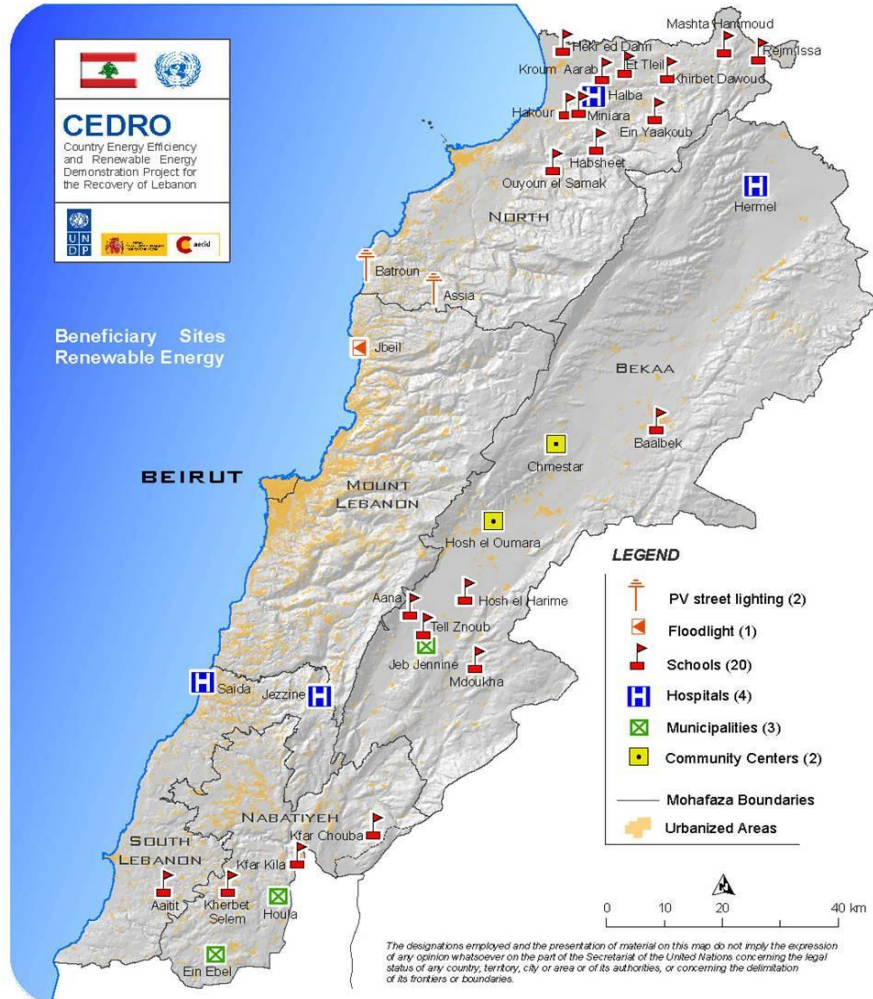 CEDRO
Country Energy Efficiency
and Renewable Energy
Demonstration Project for
the Recovery of Lebanon
U N
D P
aecid
Beneficiary Sites
Renewable Energy
Mashta Hammoud
Hekr ed Dahri
Rejm Issa
Kroum Aarab
Et Tleil
Khirbet Dawoud
Halba
Hakour
Miniara
Ein Yaakoub
Habsheet
Ouyoun el Samak
Hermel
NORTH
Batroun
Assia
Jbeil
BEKAA
Baalbek
Chmestar
BEIRUT
MOUNT
LEBANON
Hosh el Oumara
Aana
Hosh el Harime
Tell Znoub
Jeb Jennine
Mdoukha
Saida
Jezzine
NABATIYEH
Kfar Chouba
SOUTH
LEBANON
Kfar Kila
Aaitit
Kherbet
Selem
Houla
Ein Ebel
LEGEND
PV street lighting (2)
Floodlight (1)
Schools (20)
H Hospitals (4)
Municipalities (3)
Community Centers (2)
Mohafaza Boundaries
Urbanized Areas
0 20 40 km
The designations employed and the presentation of material on this map do not imply the expression
of any opinion whatsoever on the part of the Secretariat of the United Nations concerning the legal
status of any country, territory, city or area or of its authorities, or concerning the delimitation
of its frontiers or boundaries.